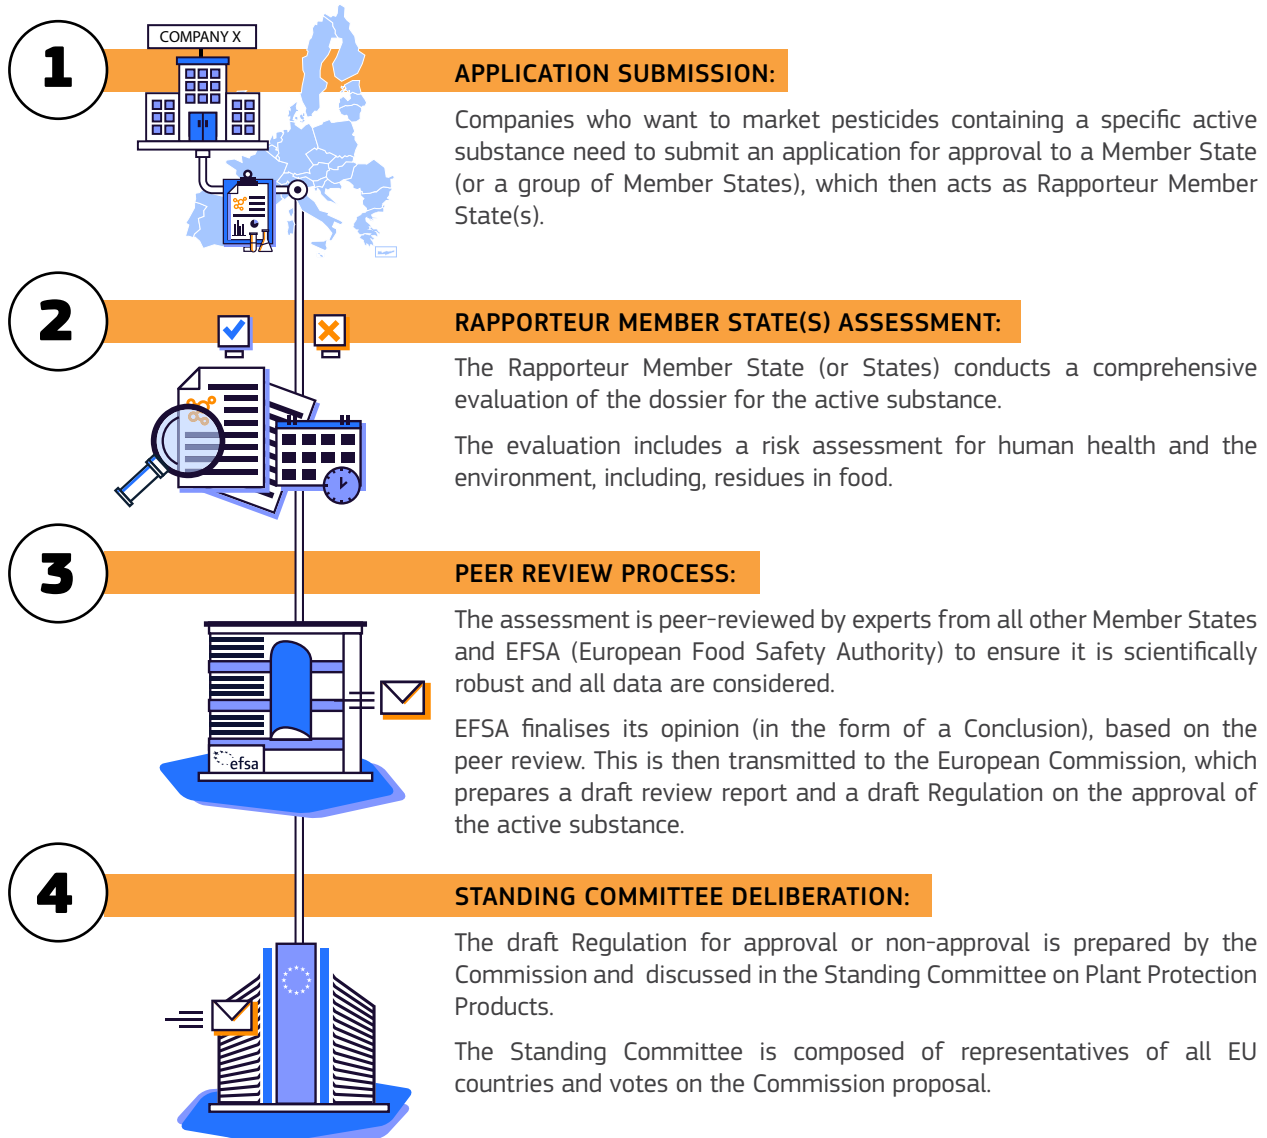 1
COMPANY X
APPLICATION SUBMISSION:
Companies who want to market pesticides containing a specific active
substance need to submit an application for approval to a Member State
(or a group of Member States), which then acts as Rapporteur Member
State(s).
2
RAPPORTEUR MEMBER STATE(S) ASSESSMENT:
The Rapporteur Member State (or States) conducts a comprehensive
evaluation of the dossier for the active substance.
The evaluation includes a risk assessment for human health and the
environment, including, residues in food.
3
PEER REVIEW PROCESS:
The assessment is peer-reviewed by experts from all other Member States
and EFSA (European Food Safety Authority) to ensure it is scientifically
robust and all data are considered.
EFSA finalises its opinion (in the form of a Conclusion), based on the
peer review. This is then transmitted to the European Commission, which
prepares a draft review report and a draft Regulation on the approval of
the active substance.
efsa
4
STANDING COMMITTEE DELIBERATION:
The draft Regulation for approval or non-approval is prepared by the
Commission and  discussed in the Standing Committee on Plant Protection
Products.
The Standing Committee is composed of representatives of all EU
countries and votes on the Commission proposal.